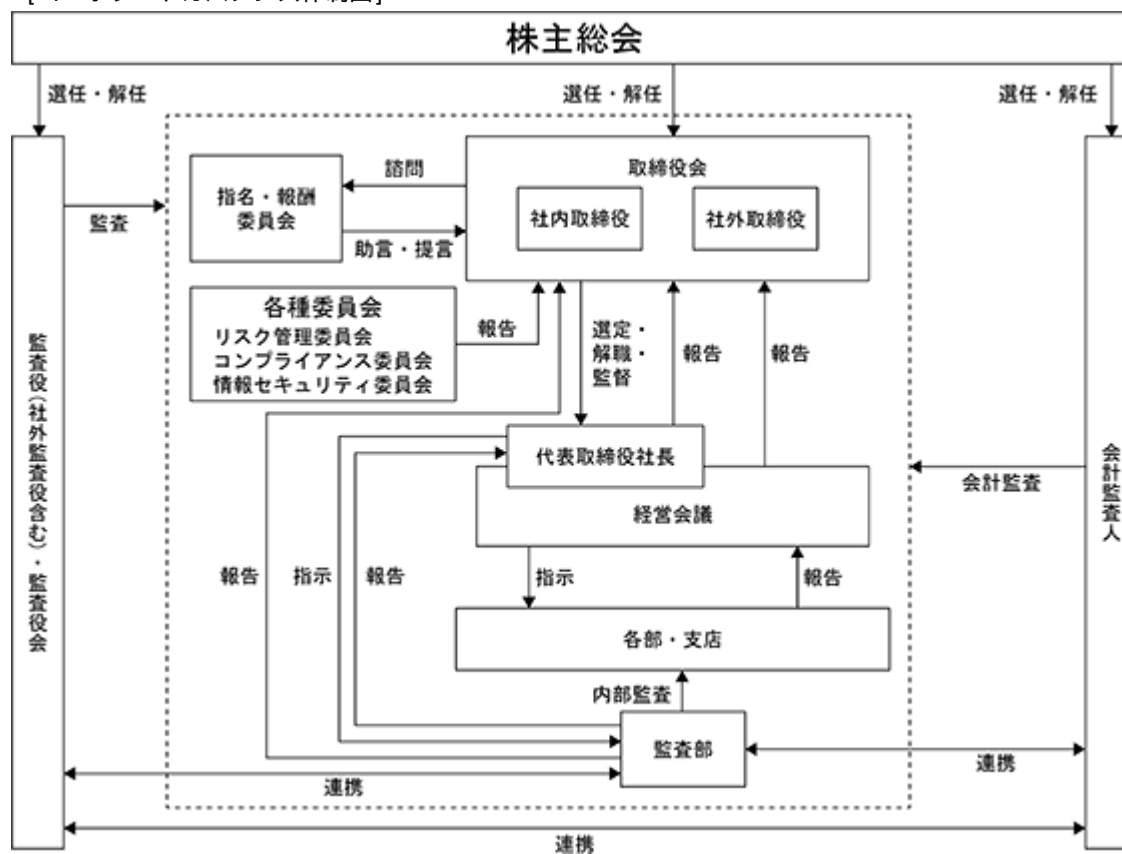 株主総会
選任・解任
選任・解任
選任・解任
取締役会
社内取締役
社外取締役
諮問
指名・報酬
委員会
助言・提言
監査
各種委員会
リスク管理委員会
コンプライアンス委員会
情報セキュリティ委員会
報告
選定・
解職・
監督
報告
報告
監査役(社外監査役含む)・監査役会
代表取締役社長
経営会議
会計監査
会計監査人
報告
指示
報告
指示
報告
各部・支店
内部監査
監査部
連携
連携
連携